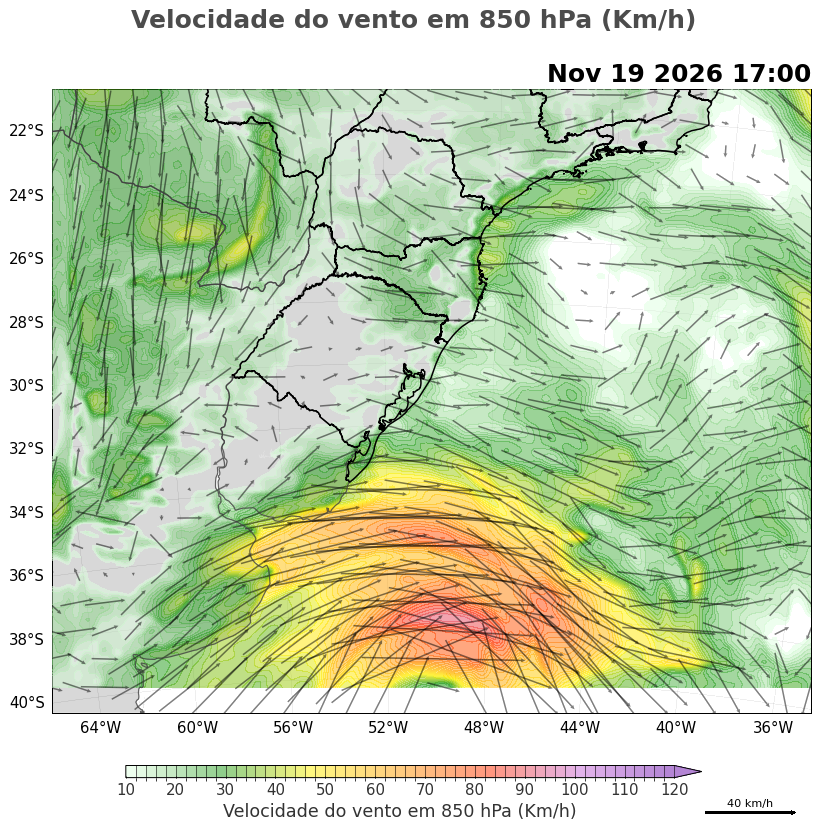 Velocidade do vento em 850 hPa (Km/h)
Nov 19 2026 17:00
22°S
24°S
26°S
28°S
30°S
32°S
34°S
36°S
38°S
40°S
64°W 60°W 56°W 52°W 48°W 44°W 40°W 36°W
10 20 30 40 50 60 70 80 90 100 110 120
40 km/h
Velocidade do vento em 850 hPa (Km/h)